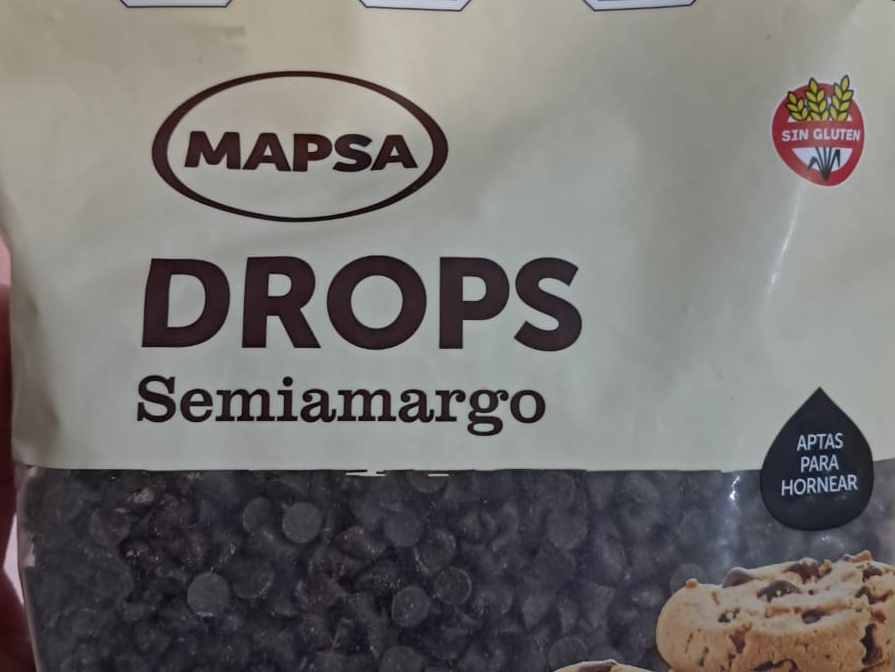 MAPSA
SIN GLUTEN
DROPS
Semiamargo
APTAS
PARA
HORNEAR